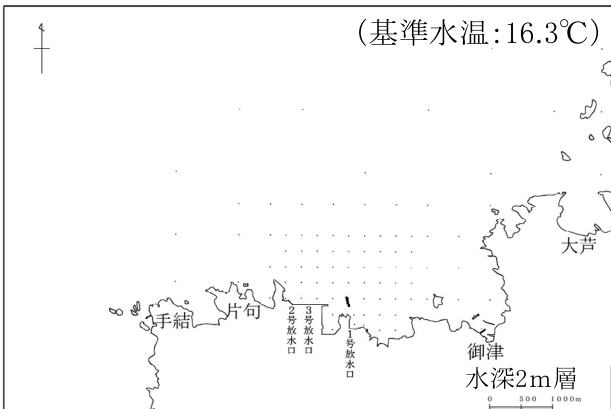 (基準水温:16.3℃)
大芦
手結
片句
2号放水口
3号放水口
1号放水口
御津
水深2m層
0 500 1000m